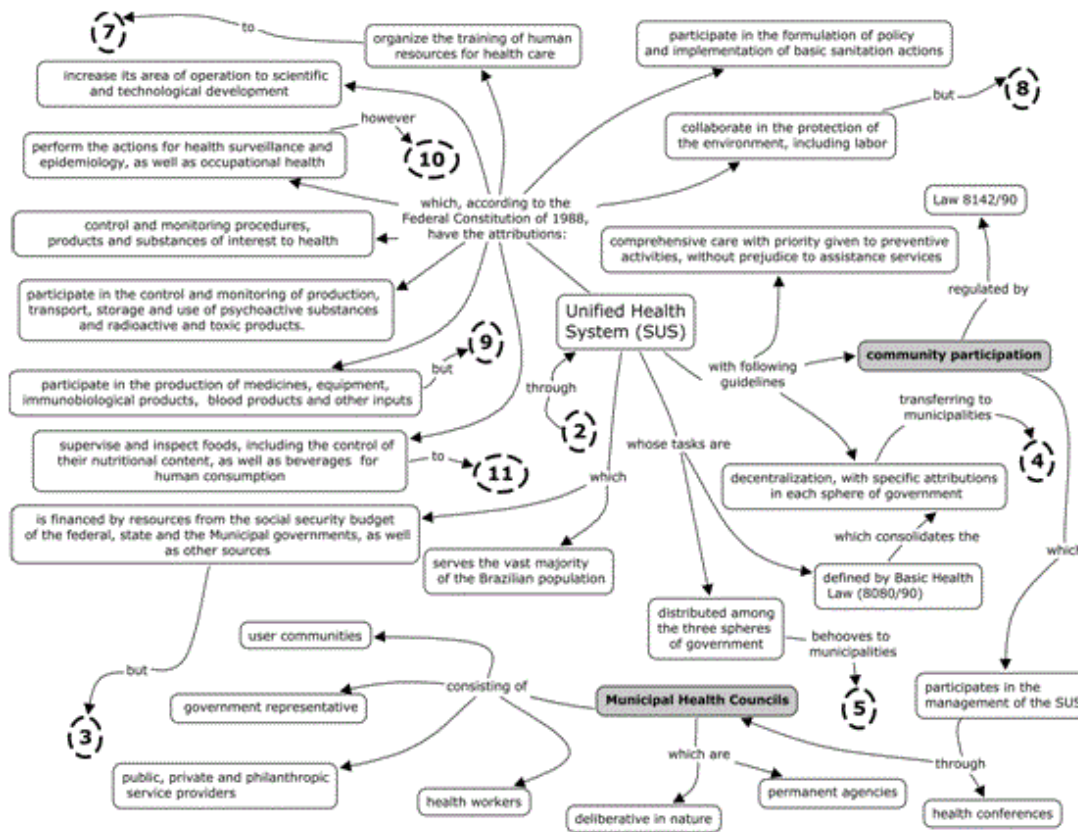 7
to
organize the training of human
resources for health care
participate in the formulation of policy
and implementation of basic sanitation actions
increase its area of operation to scientific
and technological development
but
8
however
perform the actions for health surveillance and
epidemiology, as well as occupational health
10
collaborate in the protection of
the environment, including labor
which, according to the
Federal Constitution of 1988,
have the attributions:
Law 8142/90
control and monitoring procedures,
products and substances of interest to health
comprehensive care with priority given to preventive
activities, without prejudice to assistance services
participate in the control and monitoring of production,
transport, storage and use of psychoactive substances
and radioactive and toxic products.
Unified Health
System (SUS)
regulated by
9
but
with following
guidelines
community participation
participate in the production of medicines, equipment,
immunobiological products, blood products and other inputs
through
2
transferring to
municipalities
4
supervise and inspect foods, including the control of
their nutritional content, as well as beverages for
human consumption
to
11
whose tasks are
decentralization, with specific attributions
in each sphere of government
which
is financed by resources from the social security budget
of the federal, state and the Municipal governments, as well
as other sources
which consolidates the
which
serves the vast majority
of the Brazilian population
defined by Basic Health
Law (8080/90)
distributed among
the three spheres
of government
behooves to
municipalities
5
user communities
but
3
consisting of
government representative
Municipal Health Councils
participates in the
management of the SUS
public, private and philanthropic
service providers
health workers
which are
permanent agencies
deliberative in nature
through
health conferences